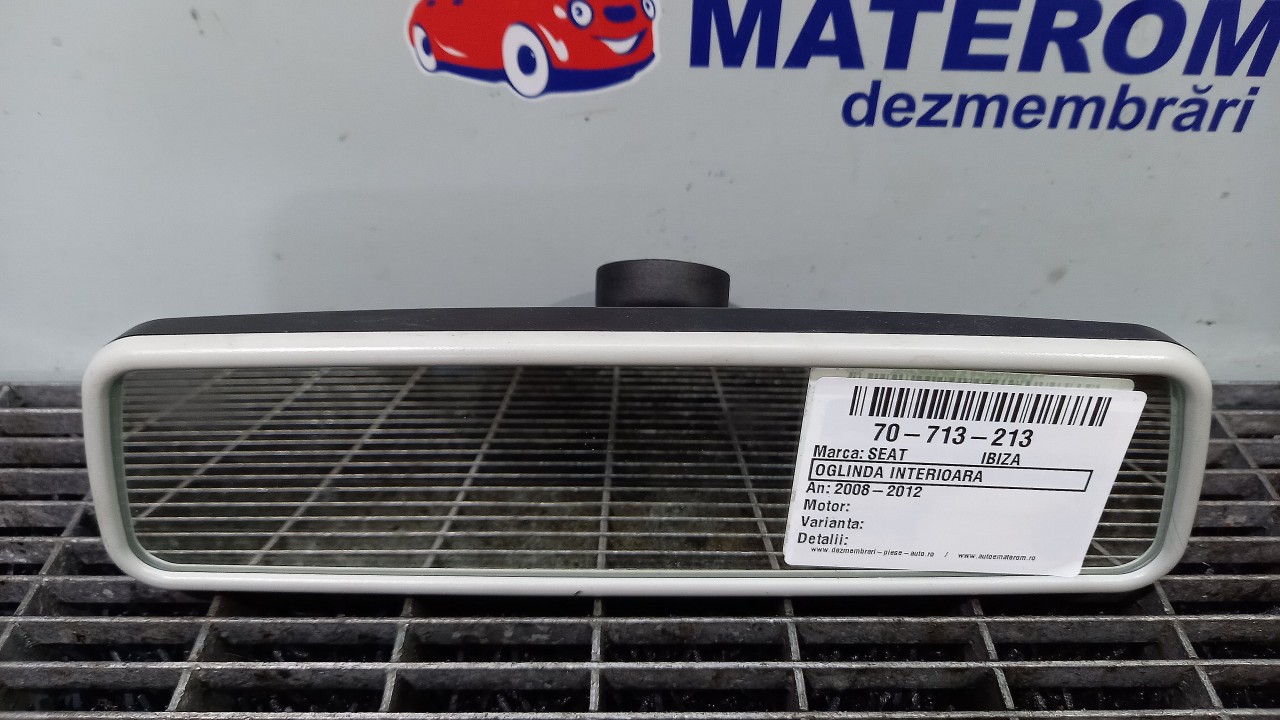 MATEROM
dezmembrări
70-713-213
Marca: SEAT IBIZA
OGLINDA INTERIOARA
An: 2008-2012
Motor:
Varianta:
Detalii:
www.dezmembrari-piese-auto.ro / www.autoematerom.ro